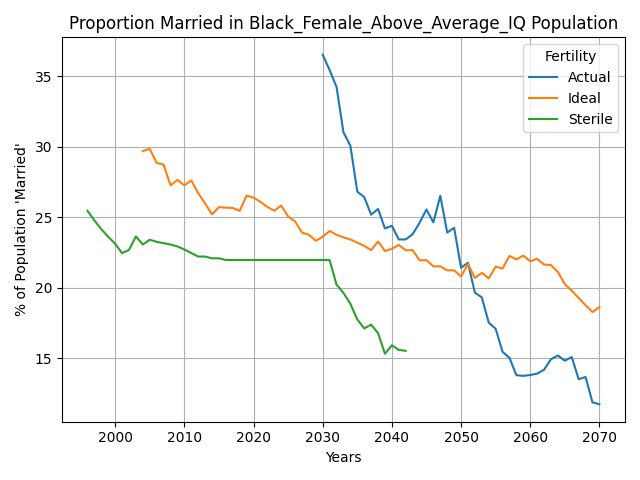 Proportion Married in Black_Female_Above_Average_IQ Population
Fertility
Actual
Ideal
Sterile
% of Population 'Married'
35
30
25
20
15
2000 2010 2020 2030 2040 2050 2060 2070
Years